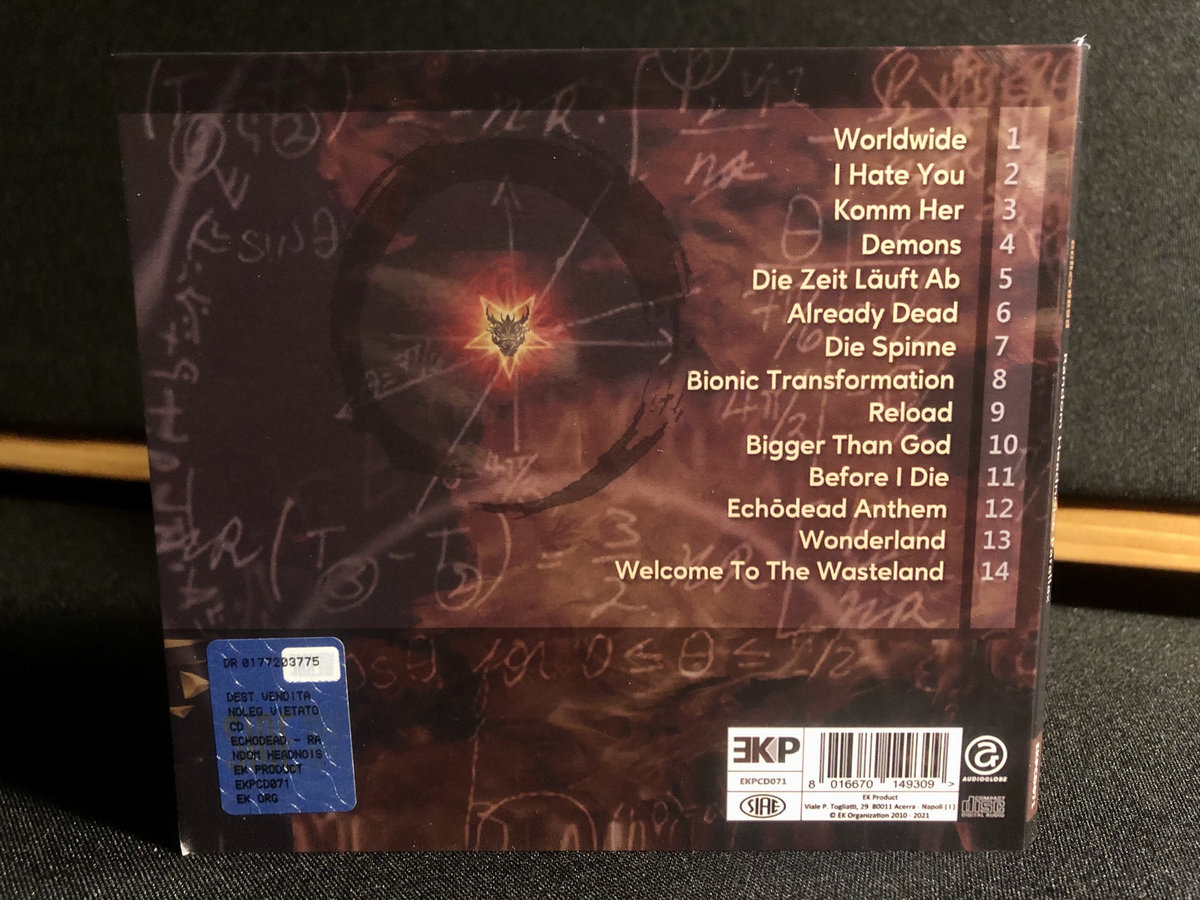 Worldwide 1
I Hate You 2
Komm Her 3
Demons 4
Die Zeit Läuft Ab 5
Already Dead 6
Die Spinne 7
Bionic Transformation 8
Reload 9
Bigger Than God 10
Before I Die 11
Echōdead Anthem 12
Wonderland 13
Welcome To The Wasteland 14
DR 0177203775
DEST.VENDITA
NOLEG.VIETATO
CD
ECHODEAD - RA
NDOM HEADNOIS
EK PRODUCT
EKPCD071
EK ORG
EKP
EKPCD071
SIAE
8 016670 149309 >
EK Product
Viale P. Togliatti, 29 80011 Acerra - Napoli ( I )
© EK Organization 2010 - 2021
AUDIOGLOBE
COMPACT
disc
DIGITAL AUDIO